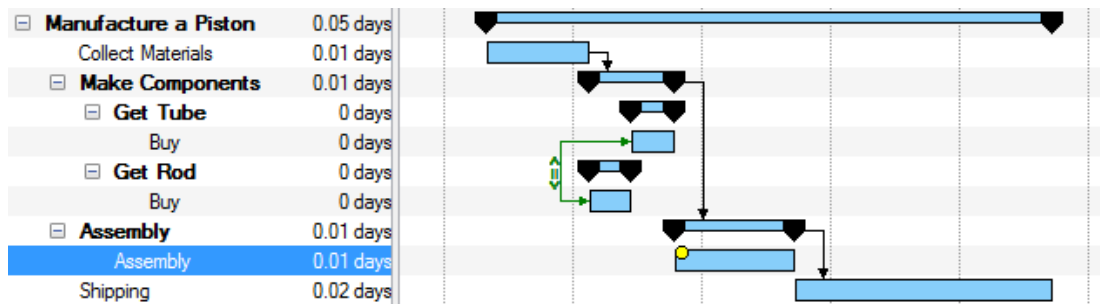 Manufacture a Piston 0.05 days
Collect Materials 0.01 days
Make Components 0.01 days
Get Tube 0 days
Buy 0 days
Get Rod 0 days
Buy 0 days
Assembly 0.01 days
Assembly 0.01 days
Shipping 0.02 days
<=>